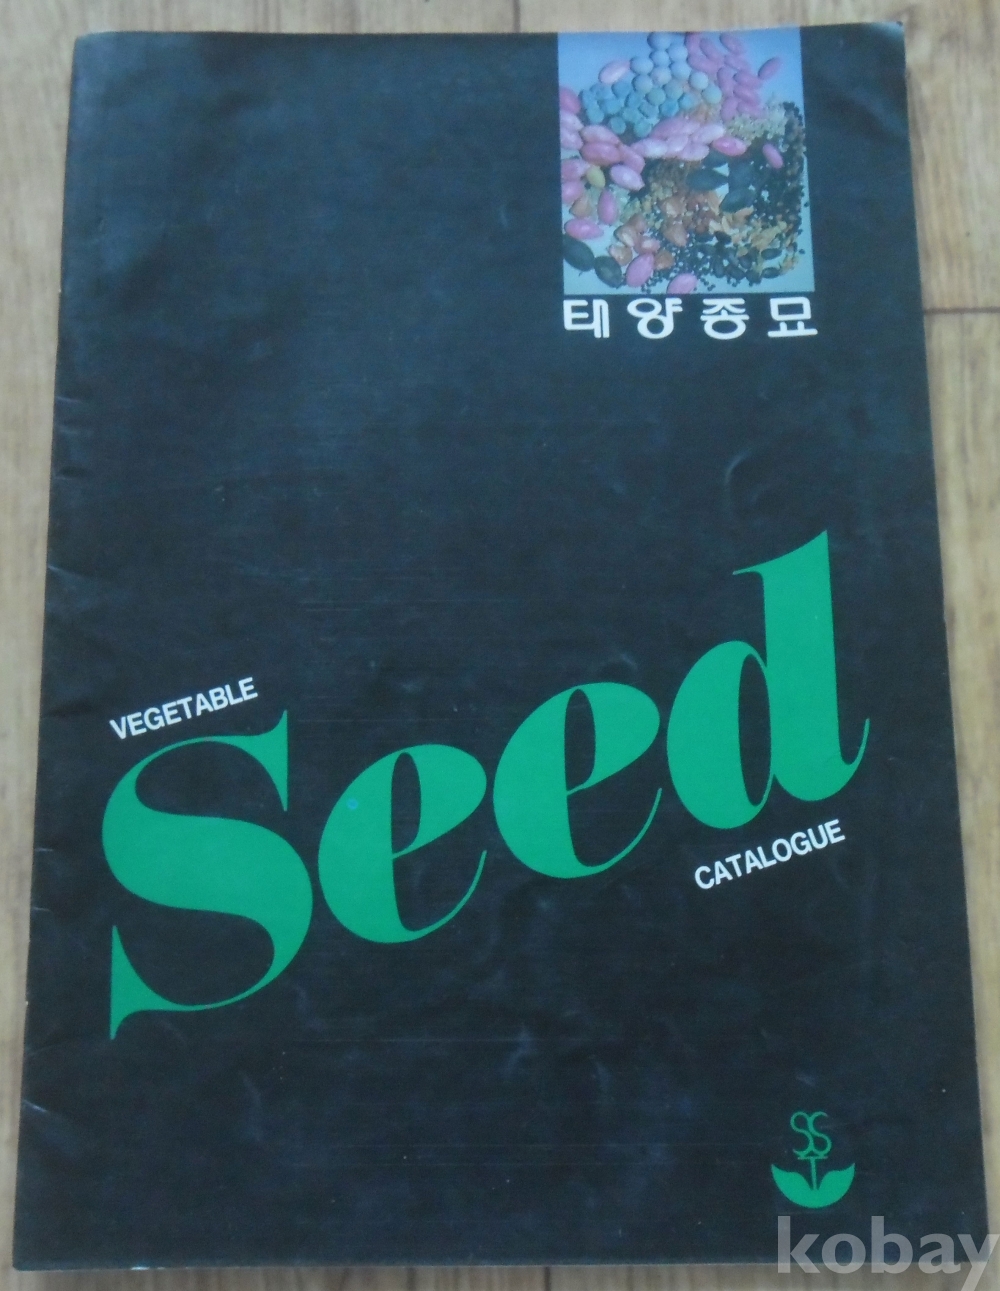 태양종묘
VEGETABLE
Seed
CATALOGUE
SS
T
kobay